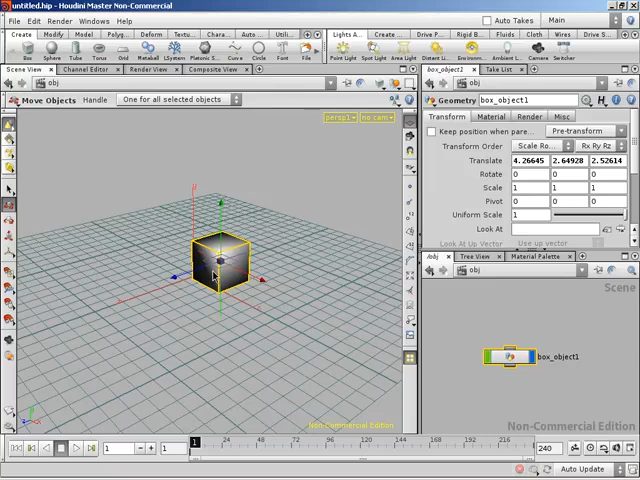 untitled.hip - Houdini Master Non-Commercial
File Edit Render Windows Help
Auto Takes Main
Create Modify Model Polygon Deform Textur... Chara... Auto R...
Box Sphere Tube Torus Grid Metaball L-System Platonic S... Curve Circle Font File
Lights A... Create P... Rigid B... Fluids Cloth Wires Drive Si...
Point Light Spot Light Area Light Distant Li... Environm... Ambient Camera Switcher
Scene View Channel Editor Render View Composite View
obj
Move Objects Handle One for all selected objects
persp1 no cam
Non-Commercial Edition
box_object1 Take List
obj
Geometry box_object1
Transform Material Render Misc
Keep position when pare... Pre-transform
Transform Order Scale Ro... Rx Ry Rz
Translate 4.26645 2.64928 2.52614
Rotate 0 0 0
Scale 1 1 1
Pivot 0 0 0
Uniform Scale 1
Look At
Look At Up Vector Use up vector
/obj Tree View Material Palette
obj
Scene
box_object1
Non-Commercial Edition
1 1 1 24 48 72 96 120 144 168 192 216 240
Auto Update